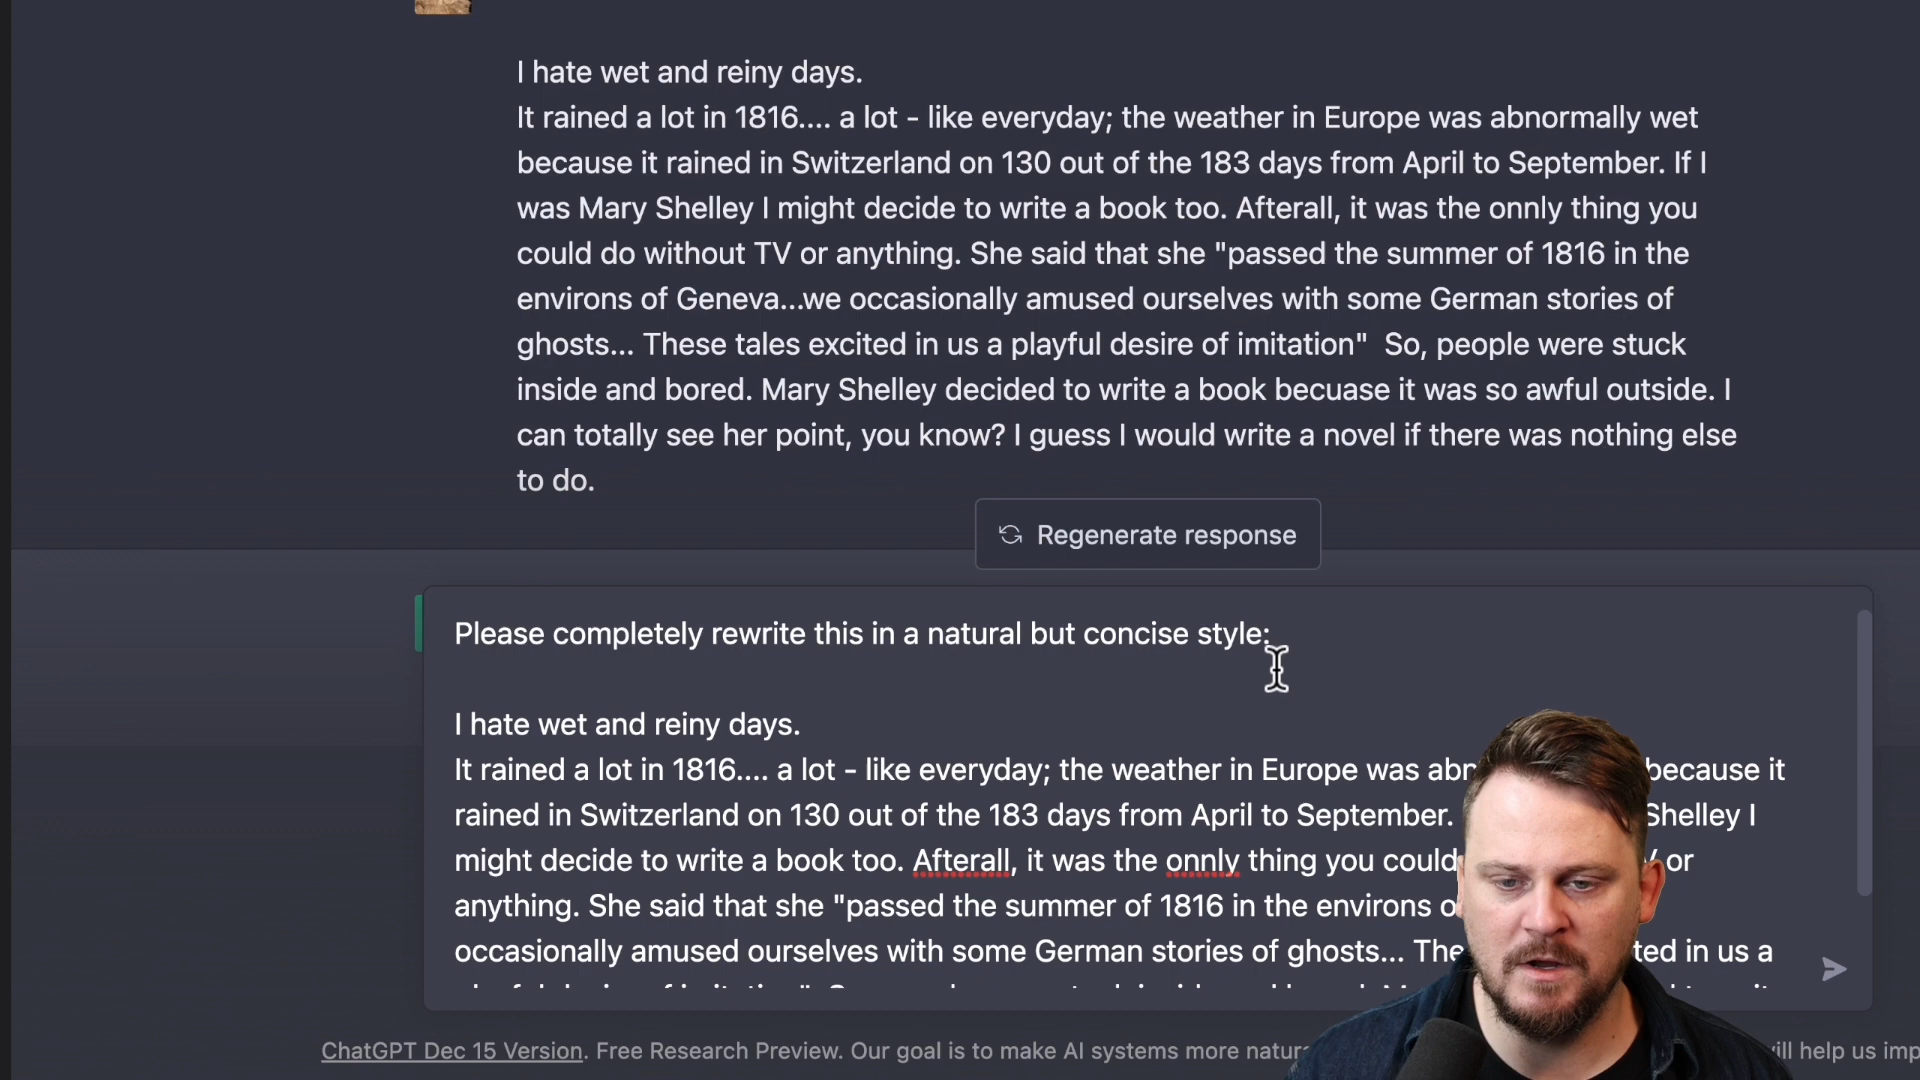 I hate wet and reiny days.
It rained a lot in 1816.... a lot - like everyday; the weather in Europe was abnormally wet
because it rained in Switzerland on 130 out of the 183 days from April to September. If I
was Mary Shelley I might decide to write a book too. Afterall, it was the onnly thing you
could do without TV or anything. She said that she "passed the summer of 1816 in the
environs of Geneva...we occasionally amused ourselves with some German stories of
ghosts... These tales excited in us a playful desire of imitation"  So, people were stuck
inside and bored. Mary Shelley decided to write a book becuase it was so awful outside. I
can totally see her point, you know? I guess I would write a novel if there was nothing else
to do.
Regenerate response
Please completely rewrite this in a natural but concise style:
I hate wet and reiny days.
It rained a lot in 1816.... a lot - like everyday; the weather in Europe was because it
rained in Switzerland on 130 out of the 183 days from April to September. Shelley I
might decide to write a book too. Afterall, it was the onnly thing you could or
anything. She said that she "passed the summer of 1816 in the environs
occasionally amused ourselves with some German stories of ghosts... in us a
ChatGPT Dec 15 Version. Free Research Preview. Our goal is to make AI systems more will help us